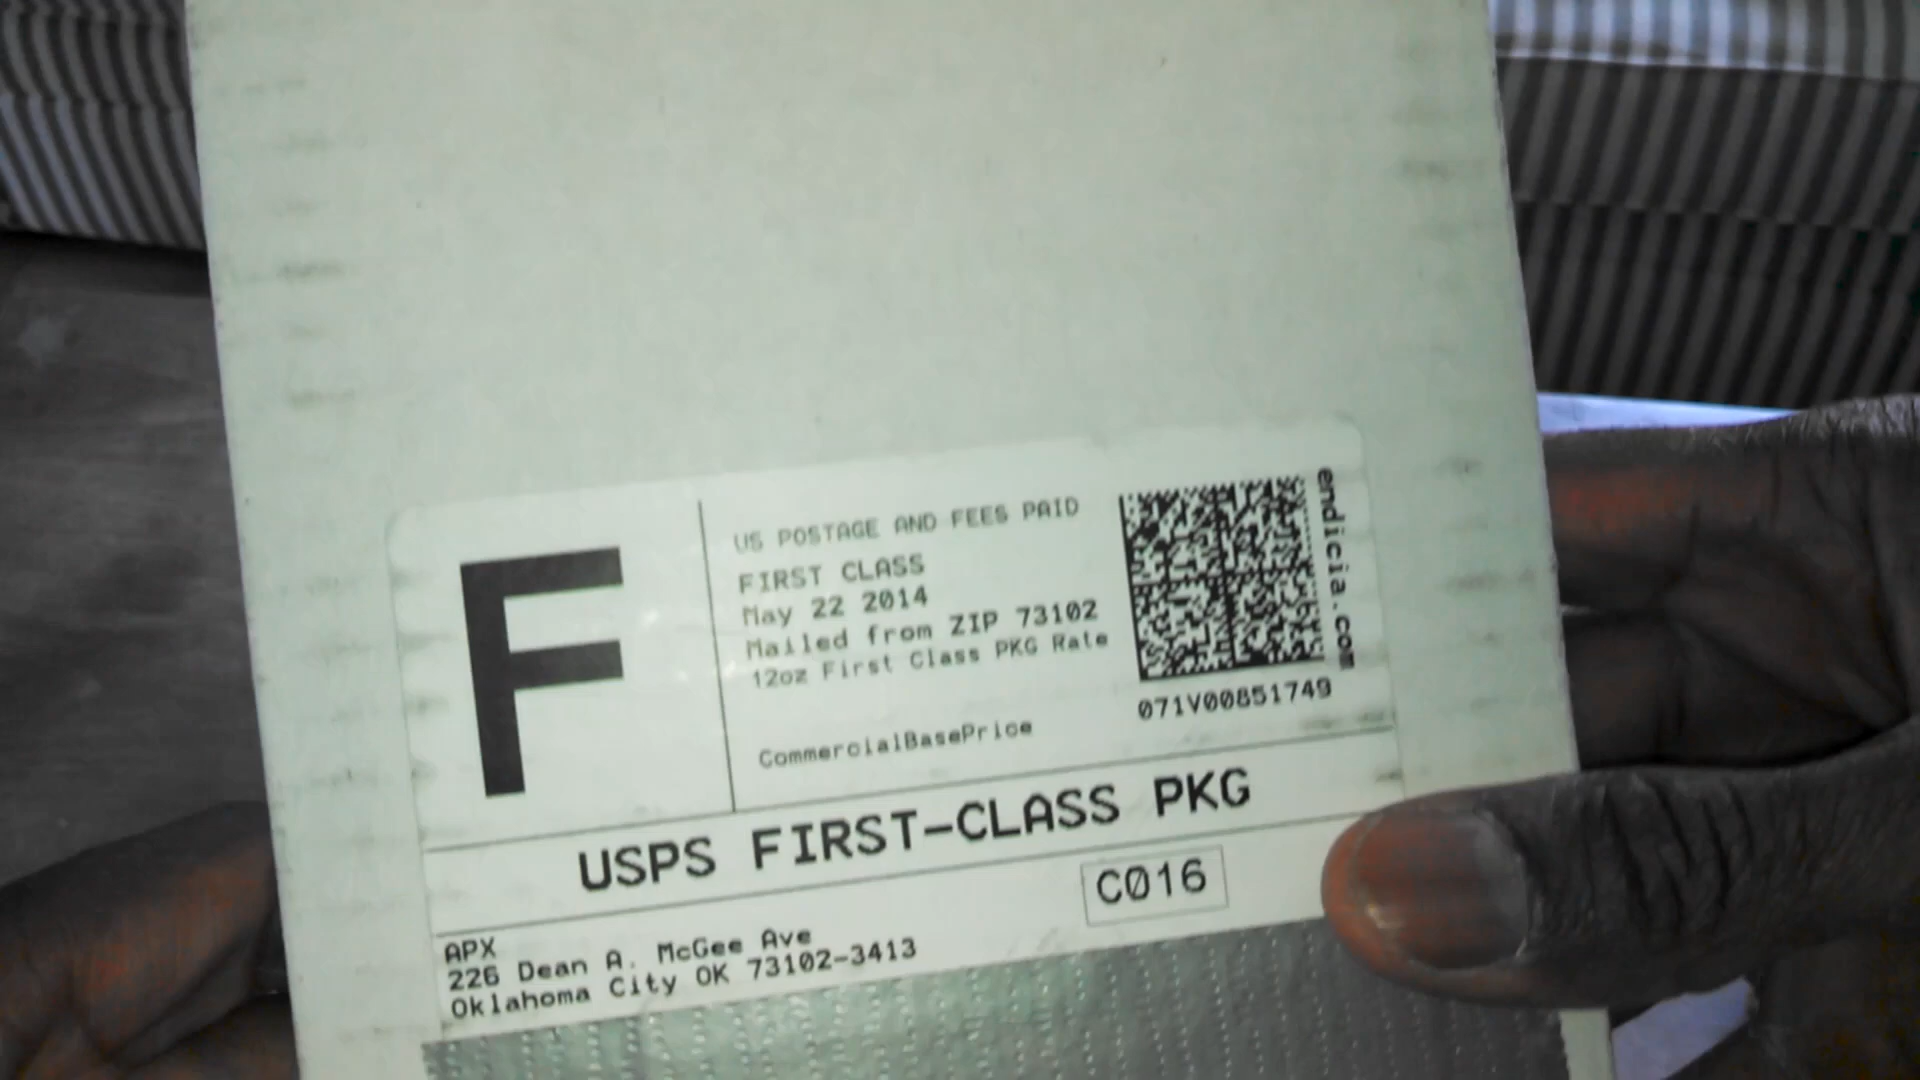 F
US POSTAGE AND FEES PAID
FIRST CLASS
May 22 2014
Mailed from ZIP 73102
12oz First Class PKG Rate
CommercialBasePrice
endicia.com
071V00851749
USPS FIRST-CLASS PKG
C016
APX
226 Dean A. McGee Ave
Oklahoma City OK 73102-3413